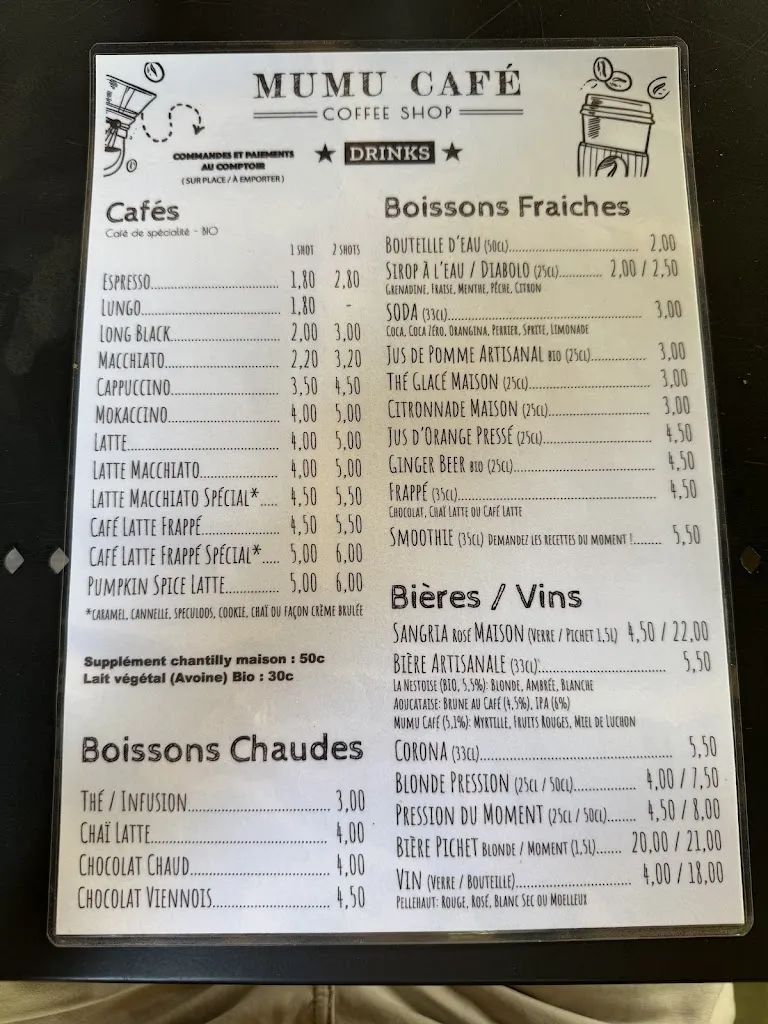 MUMU CAFÉ
COFFEE SHOP
COMMANDES ET PAIEMENTS
AU COMPTOIR
(SUR PLACE / À EMPORTER)
★ DRINKS ★
Cafés
Café de spécialité - BIO
1 SHOT 2 SHOTS
ESPRESSO 1,80 2,80
LUNGO 1,80 -
LONG BLACK 2,00 3,00
MACCHIATO 2,20 3,20
CAPPUCCINO 3,50 4,50
MOKACCINO 4,00 5,00
LATTE 4,00 5,00
LATTE MACCHIATO 4,00 5,00
LATTE MACCHIATO SPÉCIAL* 4,50 5,50
CAFÉ LATTE FRAPPÉ 4,50 5,50
CAFÉ LATTE FRAPPÉ SPÉCIAL* 5,00 6,00
PUMPKIN SPICE LATTE 5,00 6,00
*CARAMEL, CANNELLE, SPECULOOS, COOKIE, CHAÏ OU FAÇON CRÈME BRULÉE
Supplément chantilly maison : 50c
Lait végétal (Avoine) Bio : 30c
Boissons Chaudes
THÉ / INFUSION 3,00
CHAÏ LATTE 4,00
CHOCOLAT CHAUD 4,00
CHOCOLAT VIENNOIS 4,50
Boissons Fraiches
BOUTEILLE D'EAU (50CL) 2,00
SIROP À L'EAU / DIABOLO (25CL) 2,00 / 2,50
GRENADINE, FRAISE, MENTHE, PÊCHE, CITRON
SODA (33CL) 3,00
COCA, COCA ZÉRO, ORANGINA, PERRIER, SPRITE, LIMONADE
JUS DE POMME ARTISANAL BIO (25CL) 3,00
THÉ GLACÉ MAISON (25CL) 3,00
CITRONNADE MAISON (25CL) 3,00
JUS D'ORANGE PRESSÉ (25CL) 4,50
GINGER BEER BIO (25CL) 4,50
FRAPPÉ (35CL) 4,50
CHOCOLAT, CHAÏ LATTE OU CAFÉ LATTE
SMOOTHIE (35CL) DEMANDEZ LES RECETTES DU MOMENT ! 5,50
Bières / Vins
SANGRIA ROSÉ MAISON (VERRE / PICHET 1,5L) 4,50 / 22,00
BIÈRE ARTISANALE (33CL) 5,50
LA NESTOISE (BIO, 5,5%): BLONDE, AMBRÉE, BLANCHE
AOUCATAISE: BRUNE AU CAFÉ (4,5%), IPA (6%)
MUMU CAFÉ (5,1%): MYRTILLE, FRUITS ROUGES, MIEL DE LUCHON
CORONA (33CL) 5,50
BLONDE PRESSION (25CL / 50CL) 4,00 / 7,50
PRESSION DU MOMENT (25CL / 50CL) 4,50 / 8,00
BIÈRE PICHET BLONDE / MOMENT (1,5L) 20,00 / 21,00
VIN (VERRE / BOUTEILLE) 4,00 / 18,00
PELLEHAUT: ROUGE, ROSÉ, BLANC SEC OU MOELLEUX